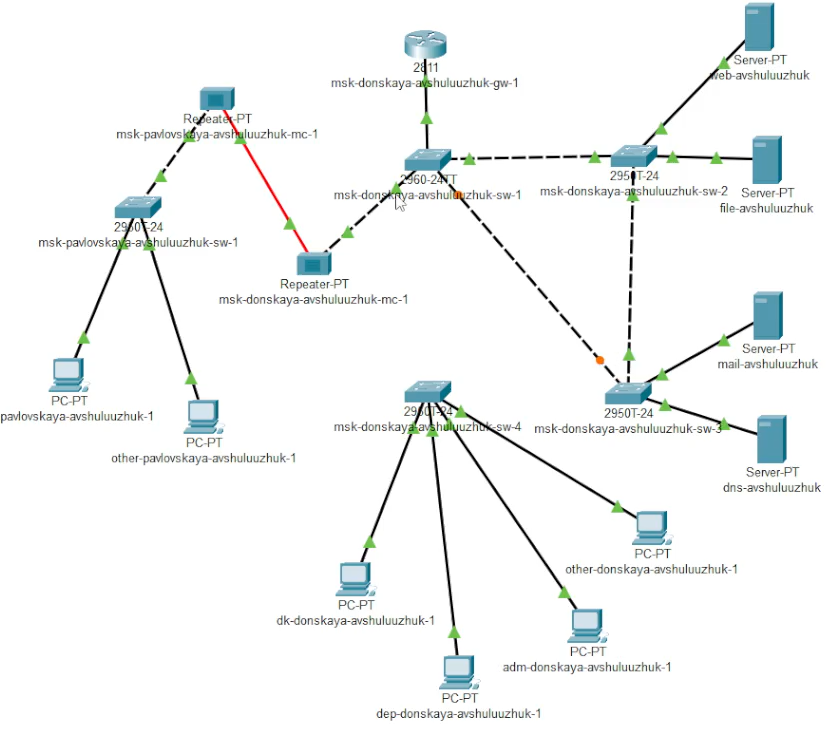 Repeater-PT
msk-pavlovskaya-avshuluuzhuk-mc-1
2811
msk-donskaya-avshuluuzhuk-gw-1
Server-PT
web-avshuluuzhuk
2950T-24
msk-pavlovskaya-avshuluuzhuk-sw-1
2960-24TT
msk-donskaya-avshuluuzhuk-sw-1
2950T-24
msk-donskaya-avshuluuzhuk-sw-2
Server-PT
file-avshuluuzhuk
Repeater-PT
msk-donskaya-avshuluuzhuk-mc-1
Server-PT
mail-avshuluuzhuk
PC-PT
pavlovskaya-avshuluuzhuk-1
PC-PT
other-pavlovskaya-avshuluuzhuk-1
2950T-24
msk-donskaya-avshuluuzhuk-sw-4
2950T-24
msk-donskaya-avshuluuzhuk-sw-3
Server-PT
dns-avshuluuzhuk
PC-PT
other-donskaya-avshuluuzhuk-1
PC-PT
dk-donskaya-avshuluuzhuk-1
PC-PT
adm-donskaya-avshuluuzhuk-1
PC-PT
dep-donskaya-avshuluuzhuk-1